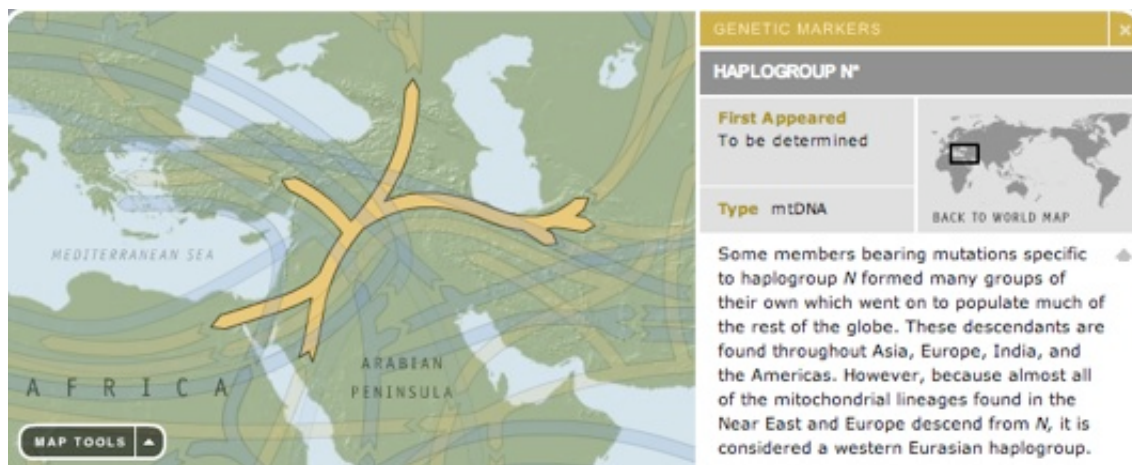 GENETIC MARKERS
×
HAPLOGROUP N*
First Appeared
To be determined
Type mtDNA
BACK TO WORLD MAP
Some members bearing mutations specific
to haplogroup N formed many groups of
their own which went on to populate much of
the rest of the globe. These descendants are
found throughout Asia, Europe, India, and
the Americas. However, because almost all
of the mitochondrial lineages found in the
Near East and Europe descend from N, it is
considered a western Eurasian haplogroup.
MEDITERRANEAN SEA
ARABIAN
PENINSULA
AFRICA
MAP TOOLS